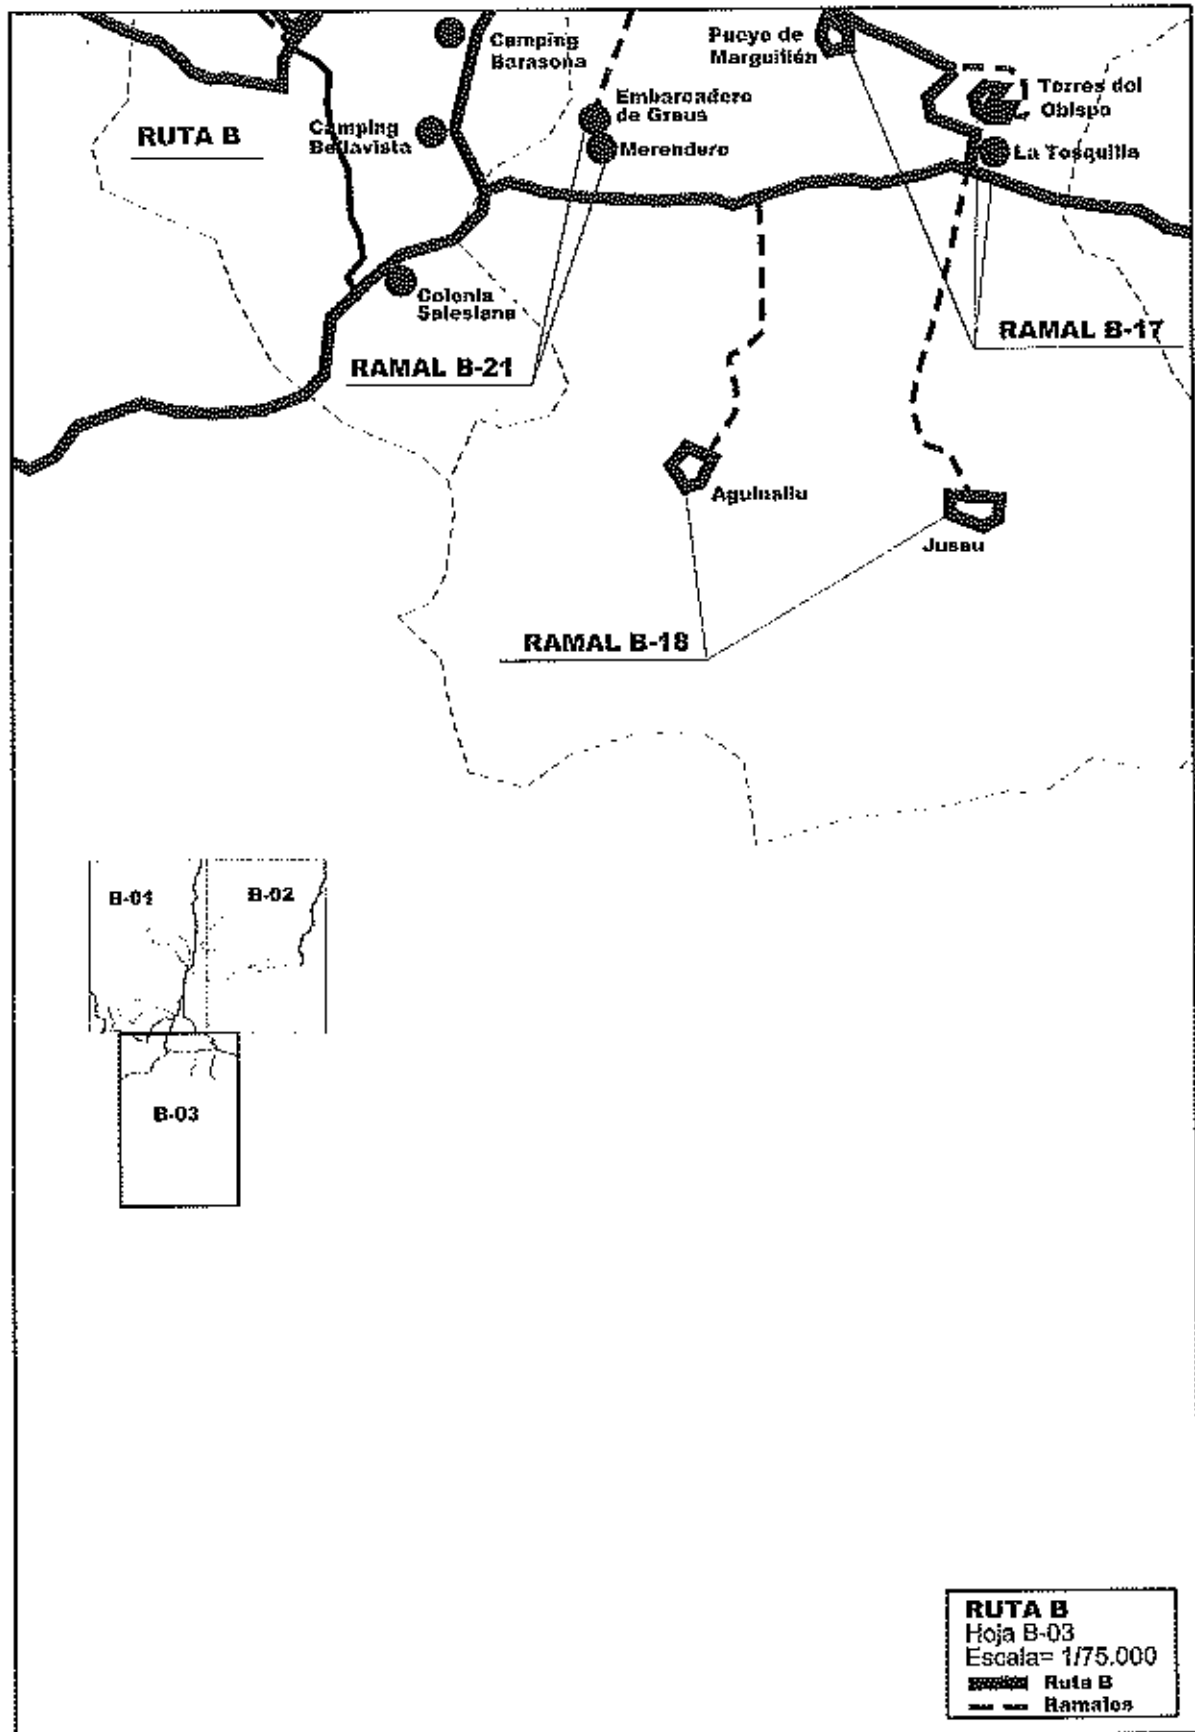 Camping
Barasona
Pueyo de
Marguillén
Embarcadero
de Graus
Torres del
Obispo
RUTA B
Camping
Bellavista
Merendero
La Tosquilla
Colonia
Salesiana
RAMAL B-17
RAMAL B-21
Aguinaliu
Juseu
RAMAL B-18
B-01
B-02
B-03
RUTA B
Hoja B-03
Escala= 1/75.000
Ruta B
Ramales